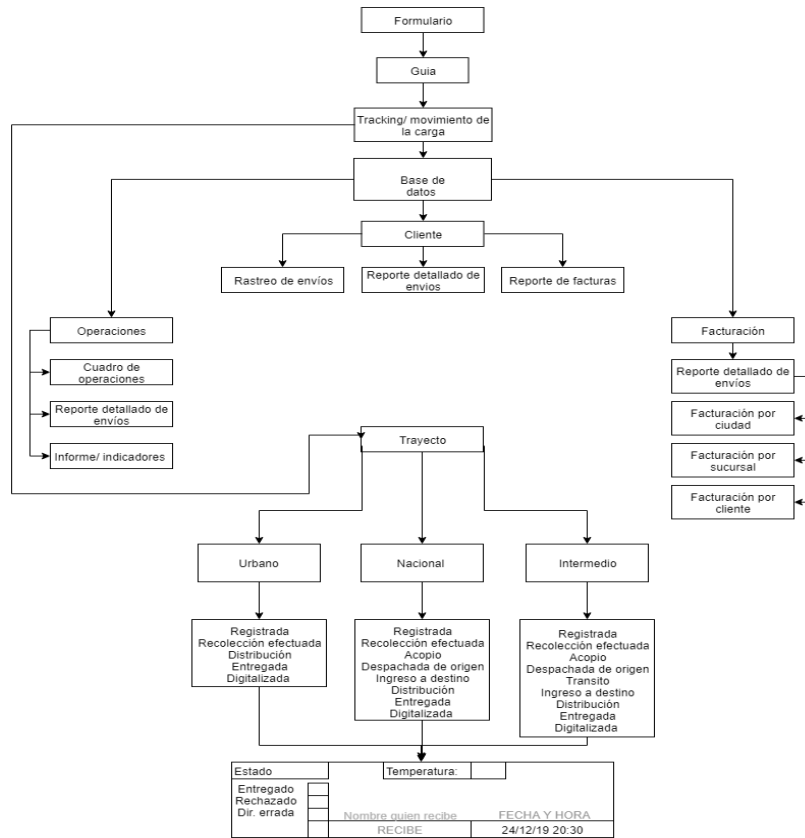 Formulario
Guia
Tracking/ movimiento de
la carga
Base de
datos
Cliente
Rastreo de envíos
Reporte detallado de
envios
Reporte de facturas
Operaciones
Cuadro de
operaciones
Reporte detallado de
envíos
Informe/ indicadores
Facturación
Reporte detallado de
envíos
Facturación por
ciudad
Facturación por
sucursal
Facturación por
cliente
Trayecto
Urbano
Nacional
Intermedio
Registrada
Recolección efectuada
Distribución
Entregada
Digitalizada
Registrada
Recolección efectuada
Acopio
Despachada de origen
Ingreso a destino
Distribución
Entregada
Digitalizada
Registrada
Recolección efectuada
Acopio
Despachada de origen
Transito
Ingreso a destino
Distribución
Entregada
Digitalizada
Estado
Temperatura:
Entregado
Rechazado
Dir. errada
Nombre quien recibe
FECHA Y HORA
RECIBE
24/12/19 20:30